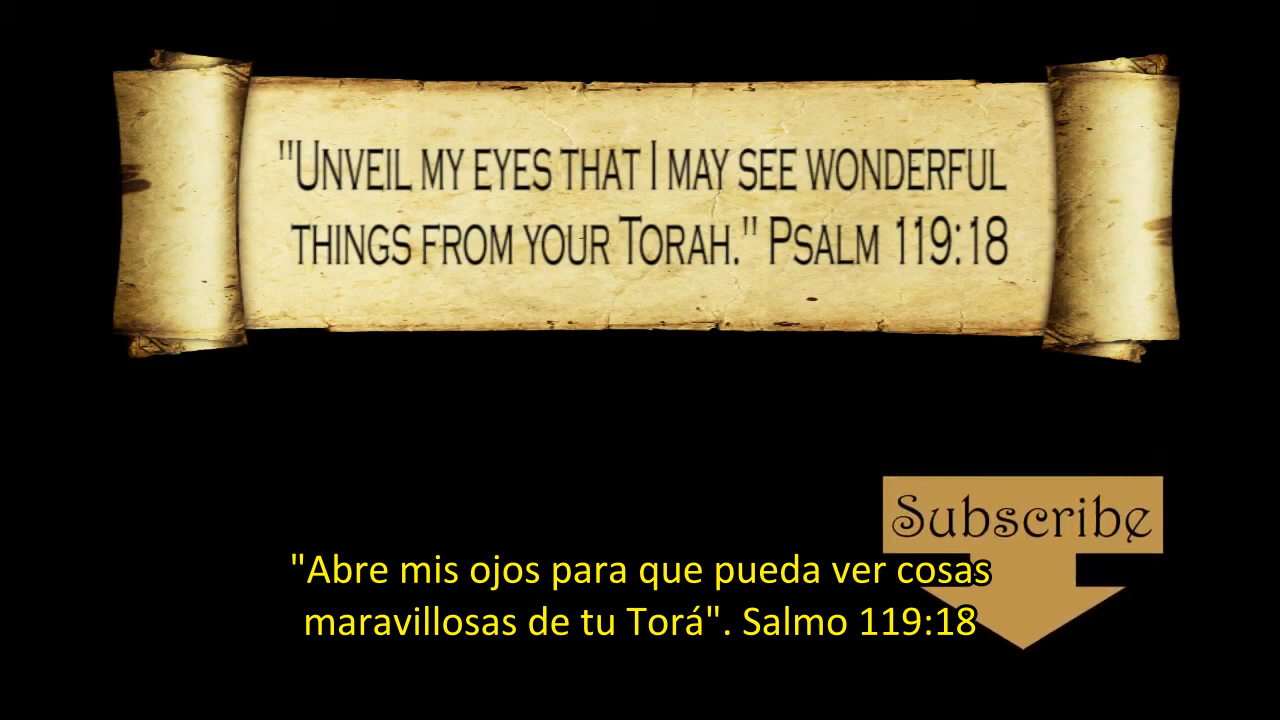 "Unveil my eyes that I may see wonderful
things from your Torah." Psalm 119:18
Subscribe
"Abre mis ojos para que pueda ver cosas
maravillosas de tu Torá". Salmo 119:18